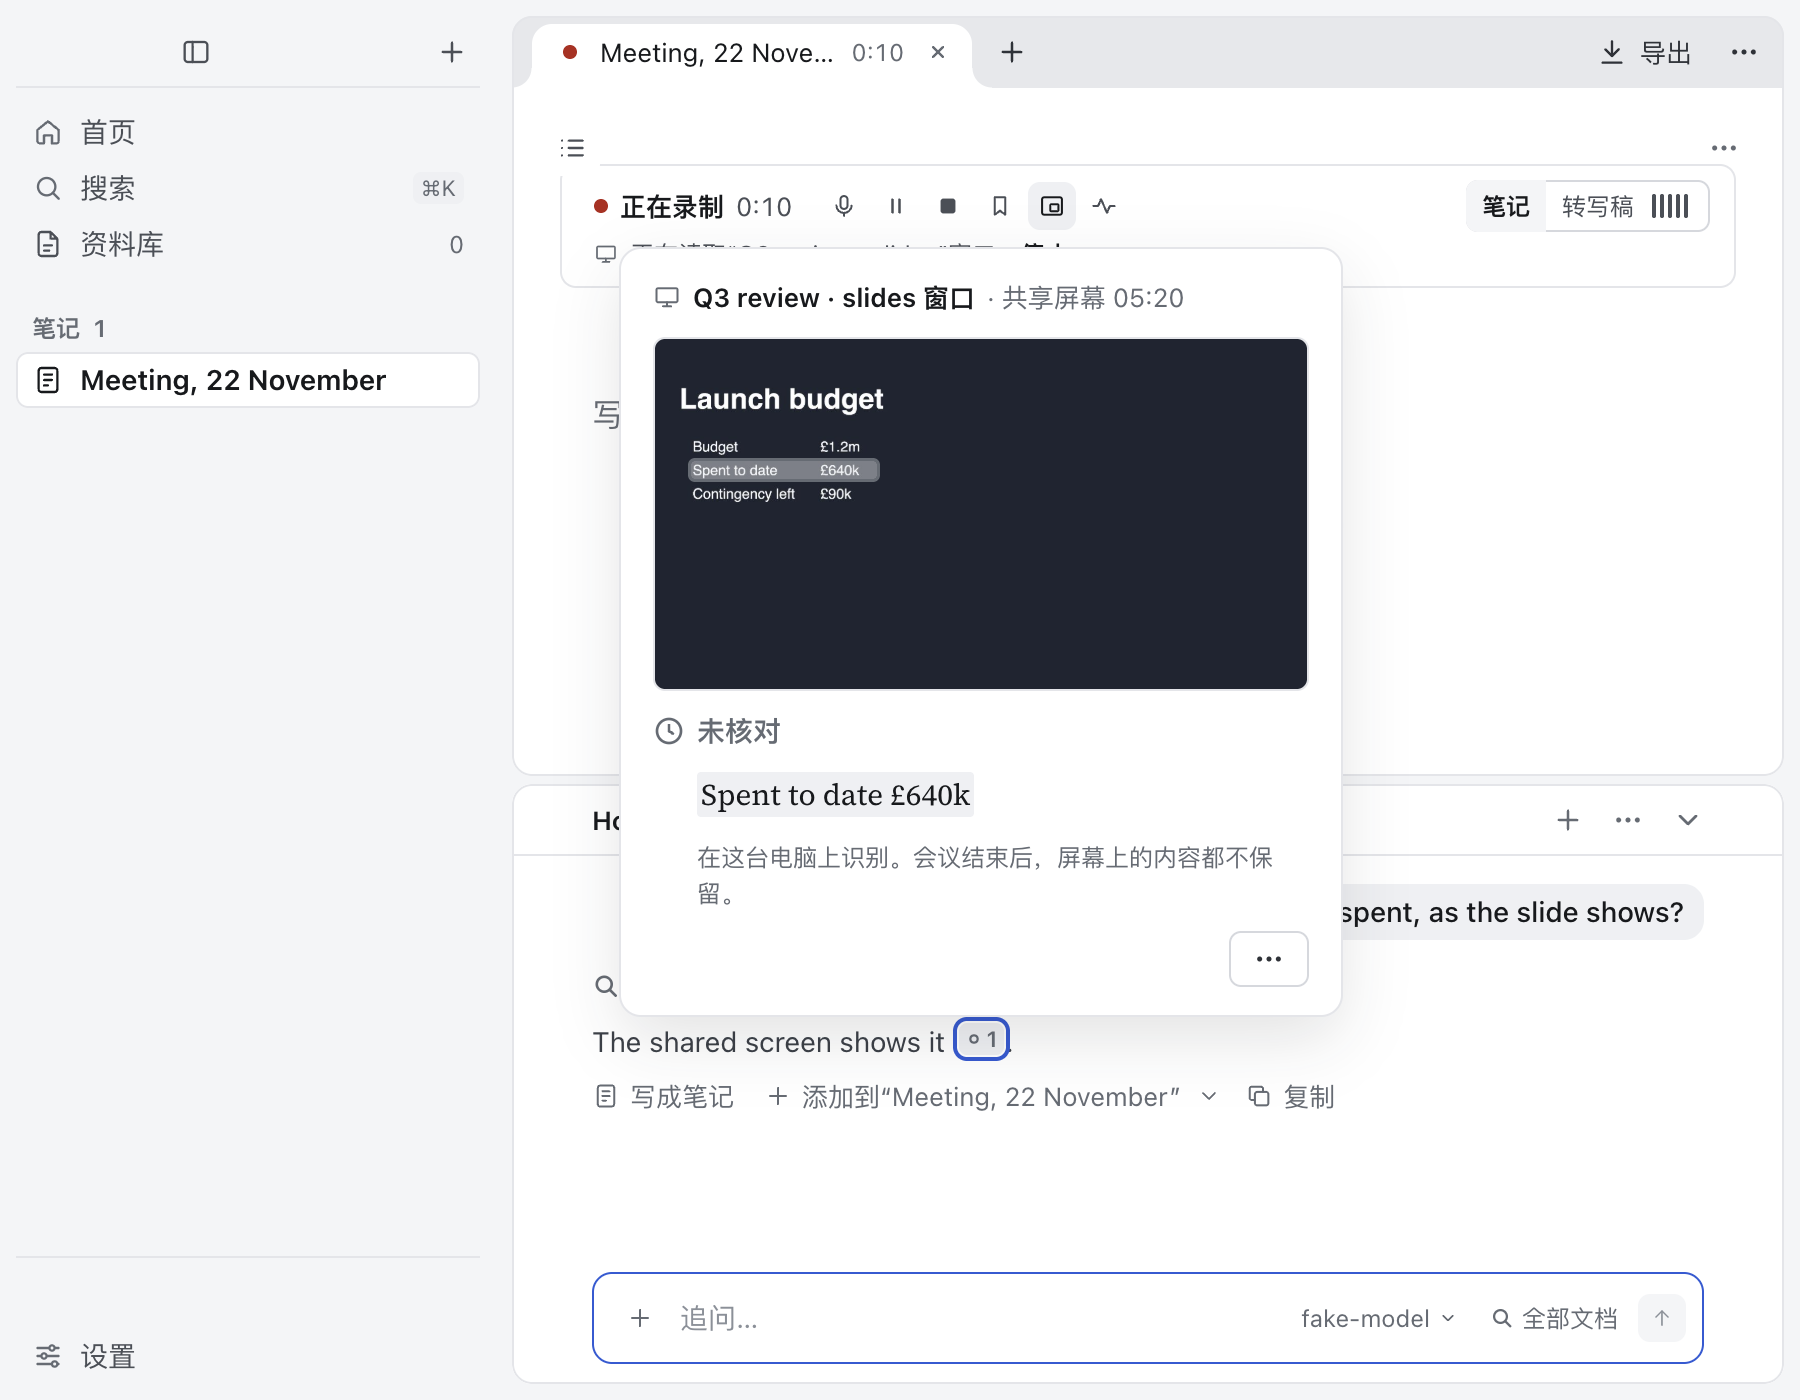 Meeting, 22 Nove... 0:10
导出
首页
搜索 ⌘K
资料库 0
笔记 1
Meeting, 22 November
设置
正在录制 0:10
笔记 转写稿
Q3 review · slides 窗口 · 共享屏幕 05:20
Launch budget
Budget £1.2m
Spent to date £640k
Contingency left £90k
未核对
Spent to date £640k
在这台电脑上识别。会议结束后，屏幕上的内容都不保
留。
写
spent, as the slide shows?
The shared screen shows it 1.
写成笔记 添加到“Meeting, 22 November” 复制
追问... fake-model 全部文档